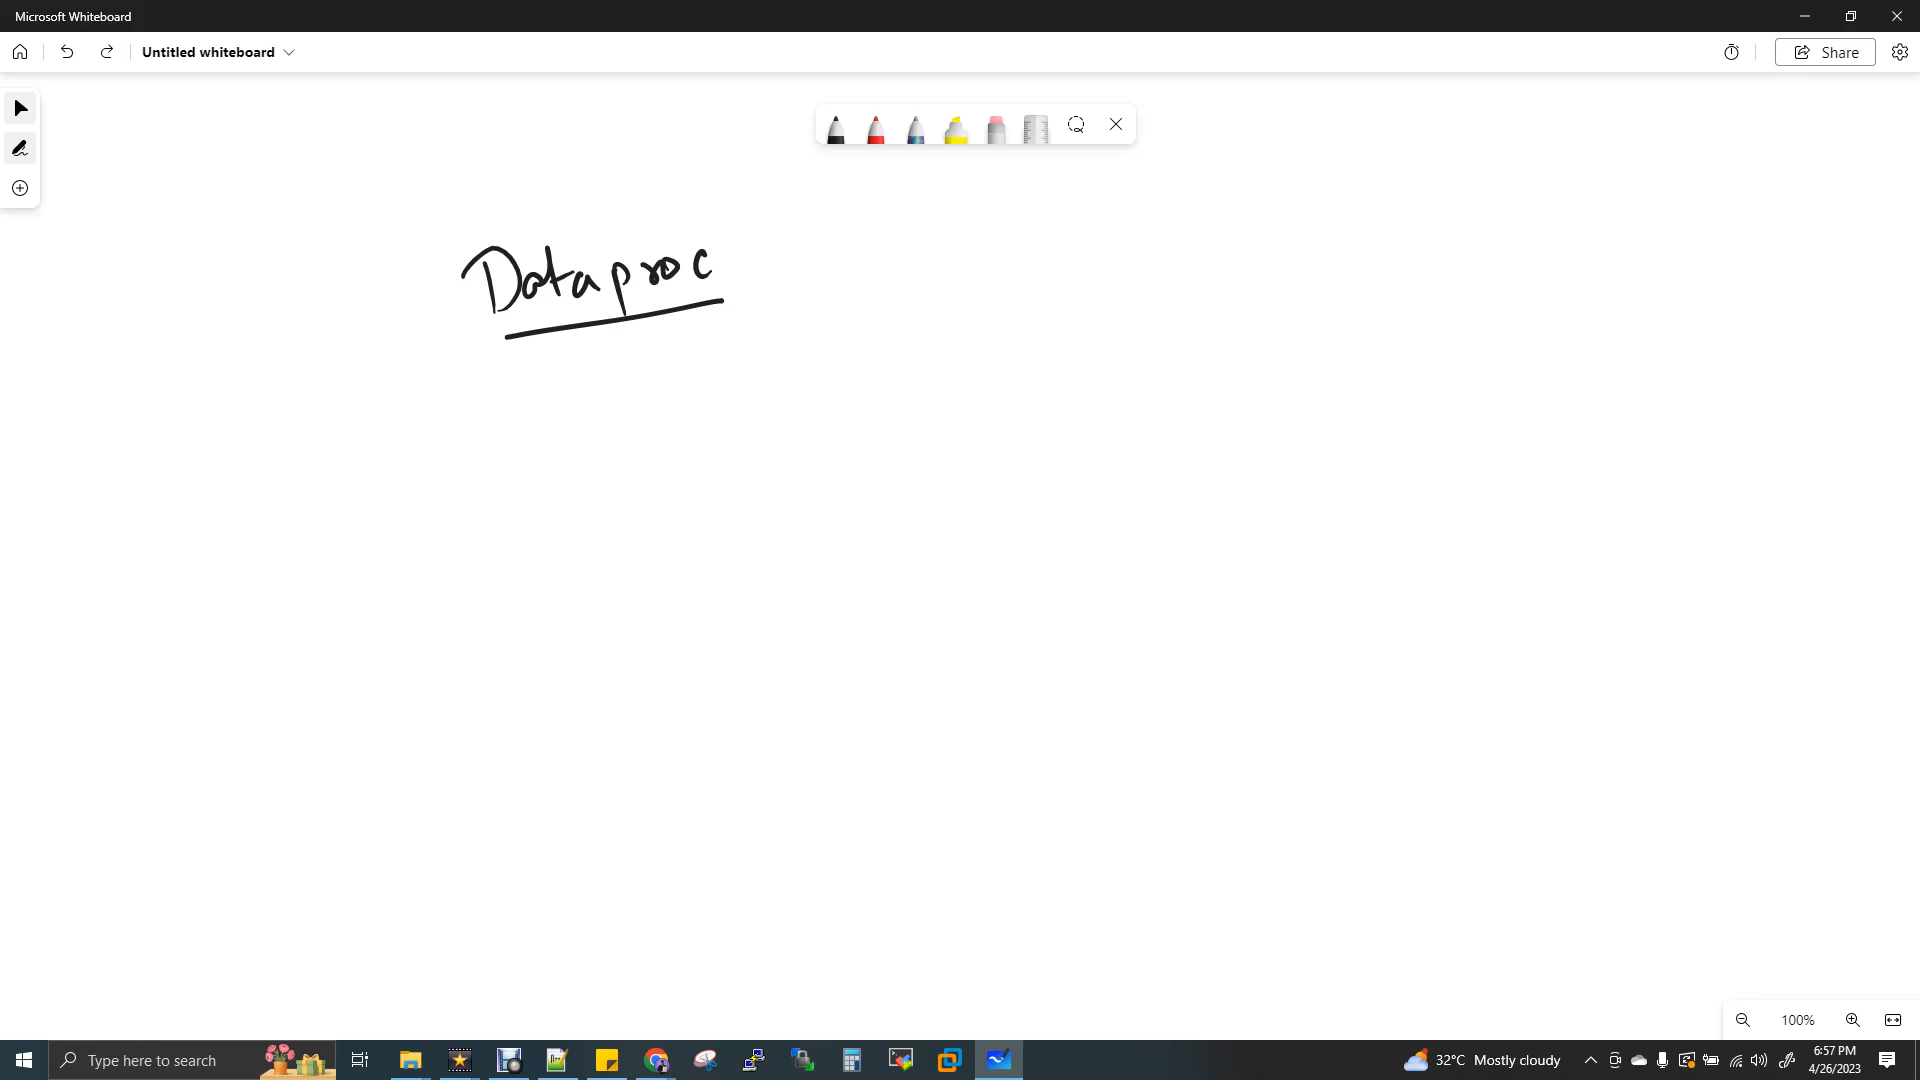 Microsoft Whiteboard
Untitled whiteboard
Share
Dataproc
100%
Type here to search
32°C Mostly cloudy
6:57 PM
4/26/2023